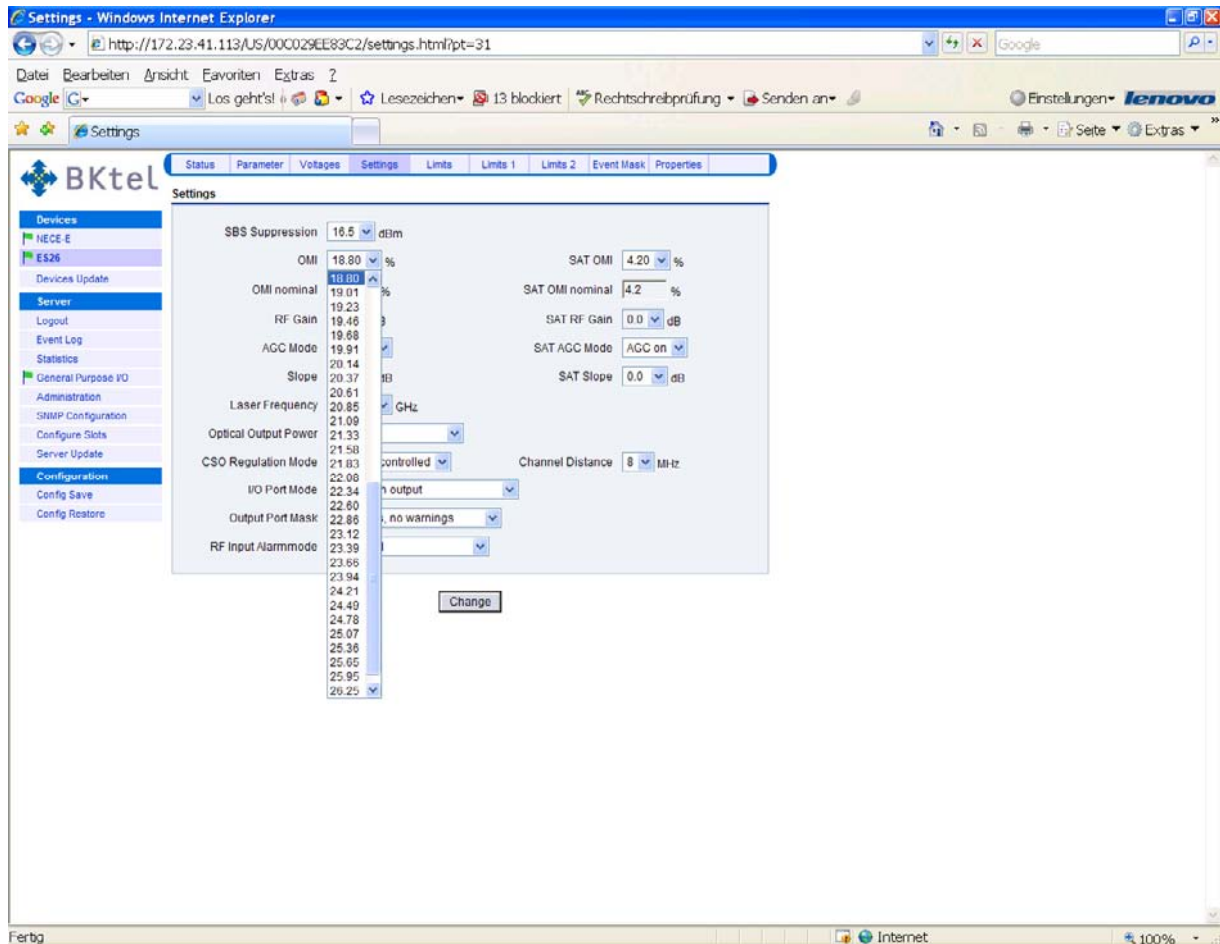 Settings - Windows Internet Explorer
http://172.23.41.113/US/00C029EE83C2/settings.html?pt=31
Google
Datei Bearbeiten Ansicht Favoriten Extras ?
Google G Los geht's! Lesezeichen 13 blockiert ABC Rechtschreibprüfung Senden an Einstellungen lenovo
Settings Seite Extras »
BKtel
Status Parameter Voltages Settings Limits Limits 1 Limits 2 Event Mask Properties
Settings
Devices
NECE-E
ES26
Devices Update
Server
Logout
Event Log
Statistics
General Purpose I/O
Administration
SNMP Configuration
Configure Slots
Server Update
Configuration
Config Save
Config Restore
SBS Suppression 16.5 dBm
OMI 18.80 % SAT OMI 4.20 %
OMI nominal % SAT OMI nominal 4.2 %
RF Gain SAT RF Gain 0.0 dB
AGC Mode SAT AGC Mode AGC on
Slope SAT Slope 0.0 dB
Laser Frequency GHz
Optical Output Power
CSO Regulation Mode controlled Channel Distance 8 MHz
I/O Port Mode output
Output Port Mask , no warnings
RF Input Alarmmode
18.80
19.01
19.23
19.46
19.68
19.91
20.14
20.37
20.61
20.85
21.09
21.33
21.58
21.83
22.08
22.34
22.60
22.86
23.12
23.39
23.66
23.94
24.21
24.49
24.78
25.07
25.36
25.65
25.95
26.25
Change
Fertig Internet 100%